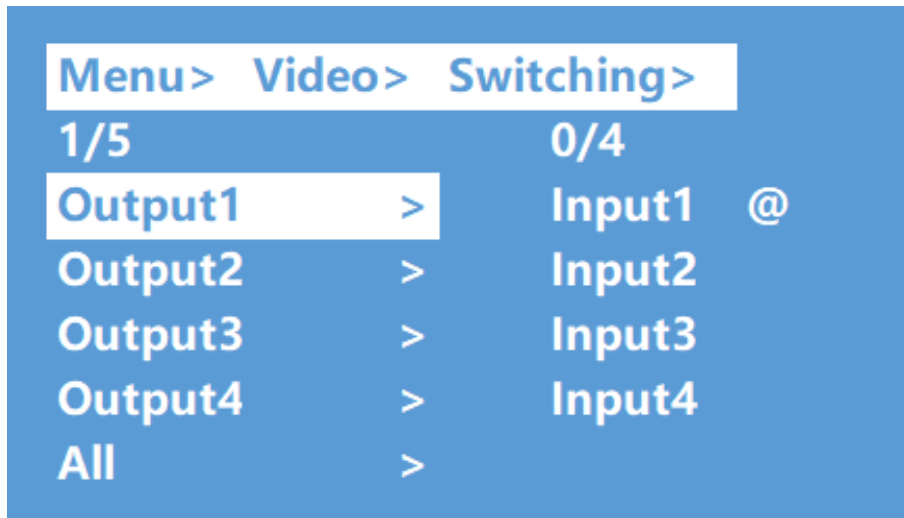 Menu> Video> Switching>
1/5 0/4
Output1 > Input1 @
Output2 > Input2
Output3 > Input3
Output4 > Input4
All >